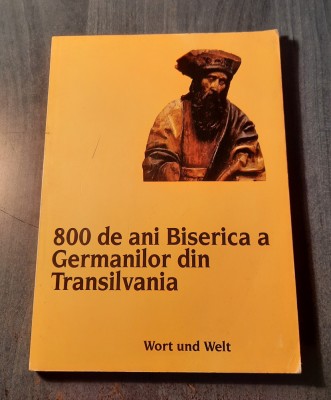 800 de ani Biserica a
Germanilor din
Transilvania
Wort und Welt